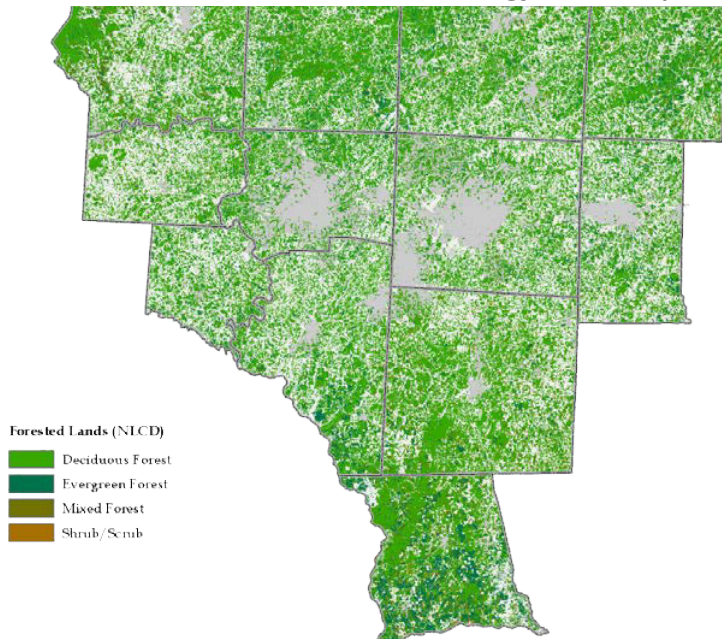 Forested Lands (NLCD)
Deciduous Forest
Evergreen Forest
Mixed Forest
Shrub/Scrub